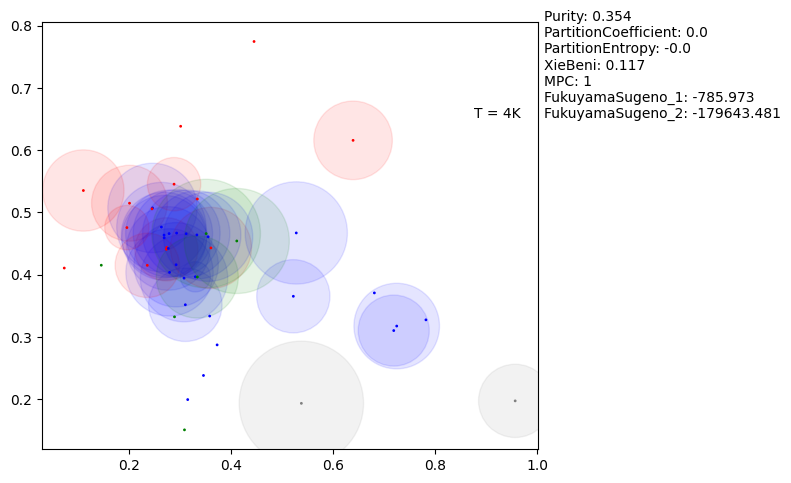 Purity: 0.354
PartitionCoefficient: 0.0
PartitionEntropy: -0.0
XieBeni: 0.117
MPC: 1
FukuyamaSugeno_1: -785.973
FukuyamaSugeno_2: -179643.481
T = 4K
0.8
0.7
0.6
0.5
0.4
0.3
0.2
0.2 0.4 0.6 0.8 1.0